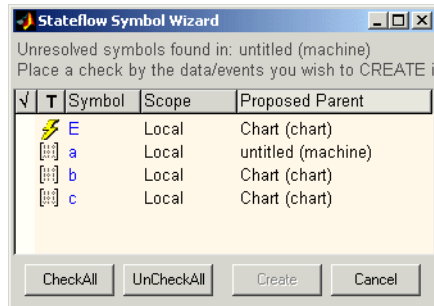 Stateflow Symbol Wizard
Unresolved symbols found in: untitled (machine)
Place a check by the data/events you wish to CREATE i
√ T Symbol Scope Proposed Parent
E Local Chart (chart)
a Local untitled (machine)
b Local Chart (chart)
c Local Chart (chart)
CheckAll UnCheckAll Create Cancel